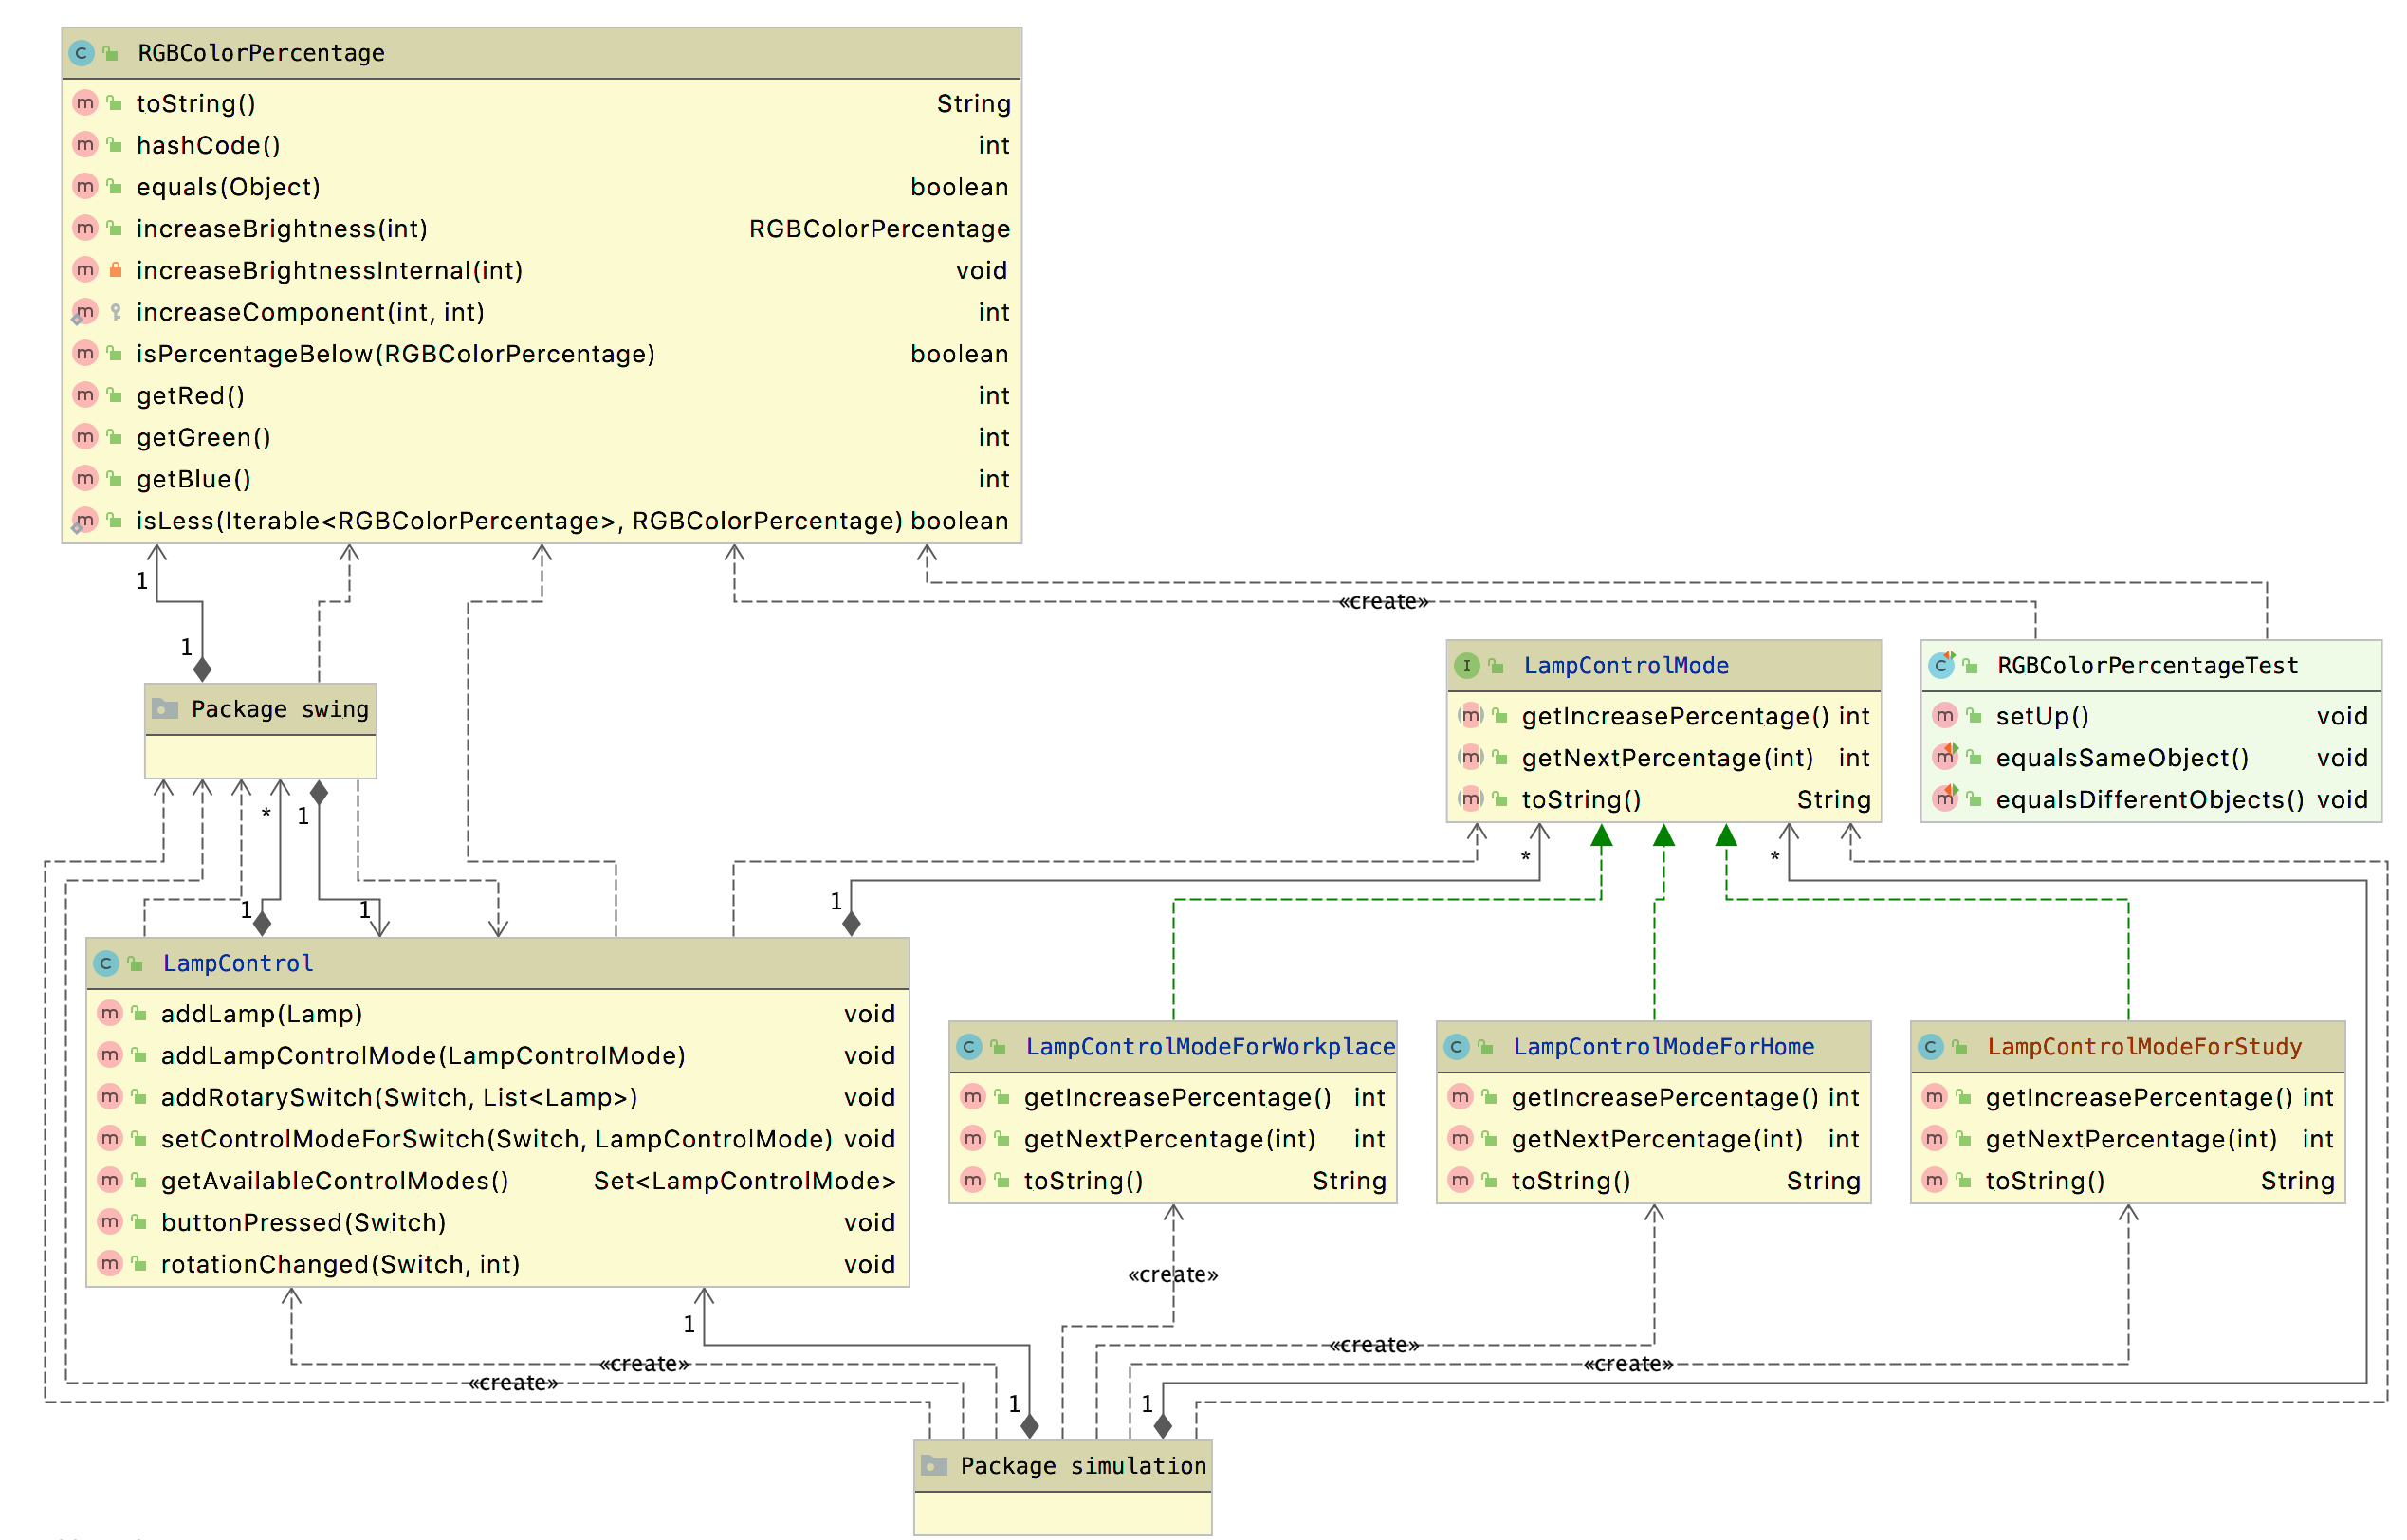 RGBColorPercentage
toString() String
hashCode() int
equals(Object) boolean
increaseBrightness(int) RGBColorPercentage
increaseBrightnessInternal(int) void
increaseComponent(int, int) int
isPercentageBelow(RGBColorPercentage) boolean
getRed() int
getGreen() int
getBlue() int
isLess(Iterable<RGBColorPercentage>, RGBColorPercentage) boolean
1
«create»
1
Package swing
LampControlMode
getIncreasePercentage() int
getNextPercentage(int) int
toString() String
RGBColorPercentageTest
setUp() void
equalsSameObject() void
equalsDifferentObjects() void
* 1
* *
1 1 1
LampControl
addLamp(Lamp) void
addLampControlMode(LampControlMode) void
addRotarySwitch(Switch, List<Lamp>) void
setControlModeForSwitch(Switch, LampControlMode) void
getAvailableControlModes() Set<LampControlMode>
buttonPressed(Switch) void
rotationChanged(Switch, int) void
LampControlModeForWorkplace
getIncreasePercentage() int
getNextPercentage(int) int
toString() String
LampControlModeForHome
getIncreasePercentage() int
getNextPercentage(int) int
toString() String
LampControlModeForStudy
getIncreasePercentage() int
getNextPercentage(int) int
toString() String
«create»
1
«create»
«create» «create»
«create»
1 1
Package simulation